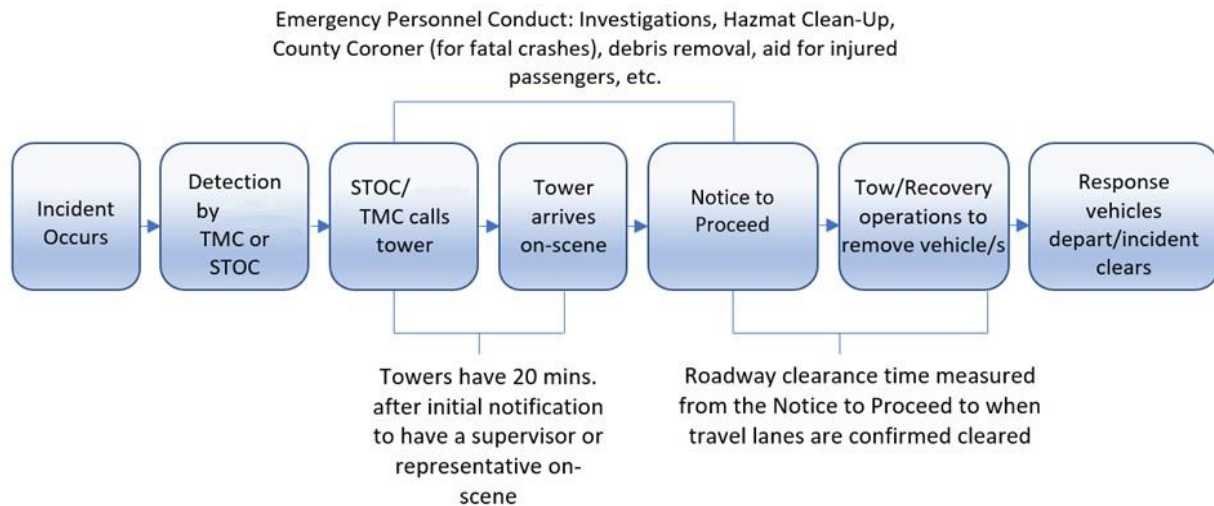 Emergency Personnel Conduct: Investigations, Hazmat Clean-Up,
County Coroner (for fatal crashes), debris removal, aid for injured
passengers, etc.
Incident
Occurs
Detection
by
TMC or
STOC
STOC/
TMC calls
tower
Tower
arrives
on-scene
Notice to
Proceed
Tow/Recovery
operations to
remove vehicle/s
Response
vehicles
depart/incident
clears
Towers have 20 mins.
after initial notification
to have a supervisor or
representative on-
scene
Roadway clearance time measured
from the Notice to Proceed to when
travel lanes are confirmed cleared